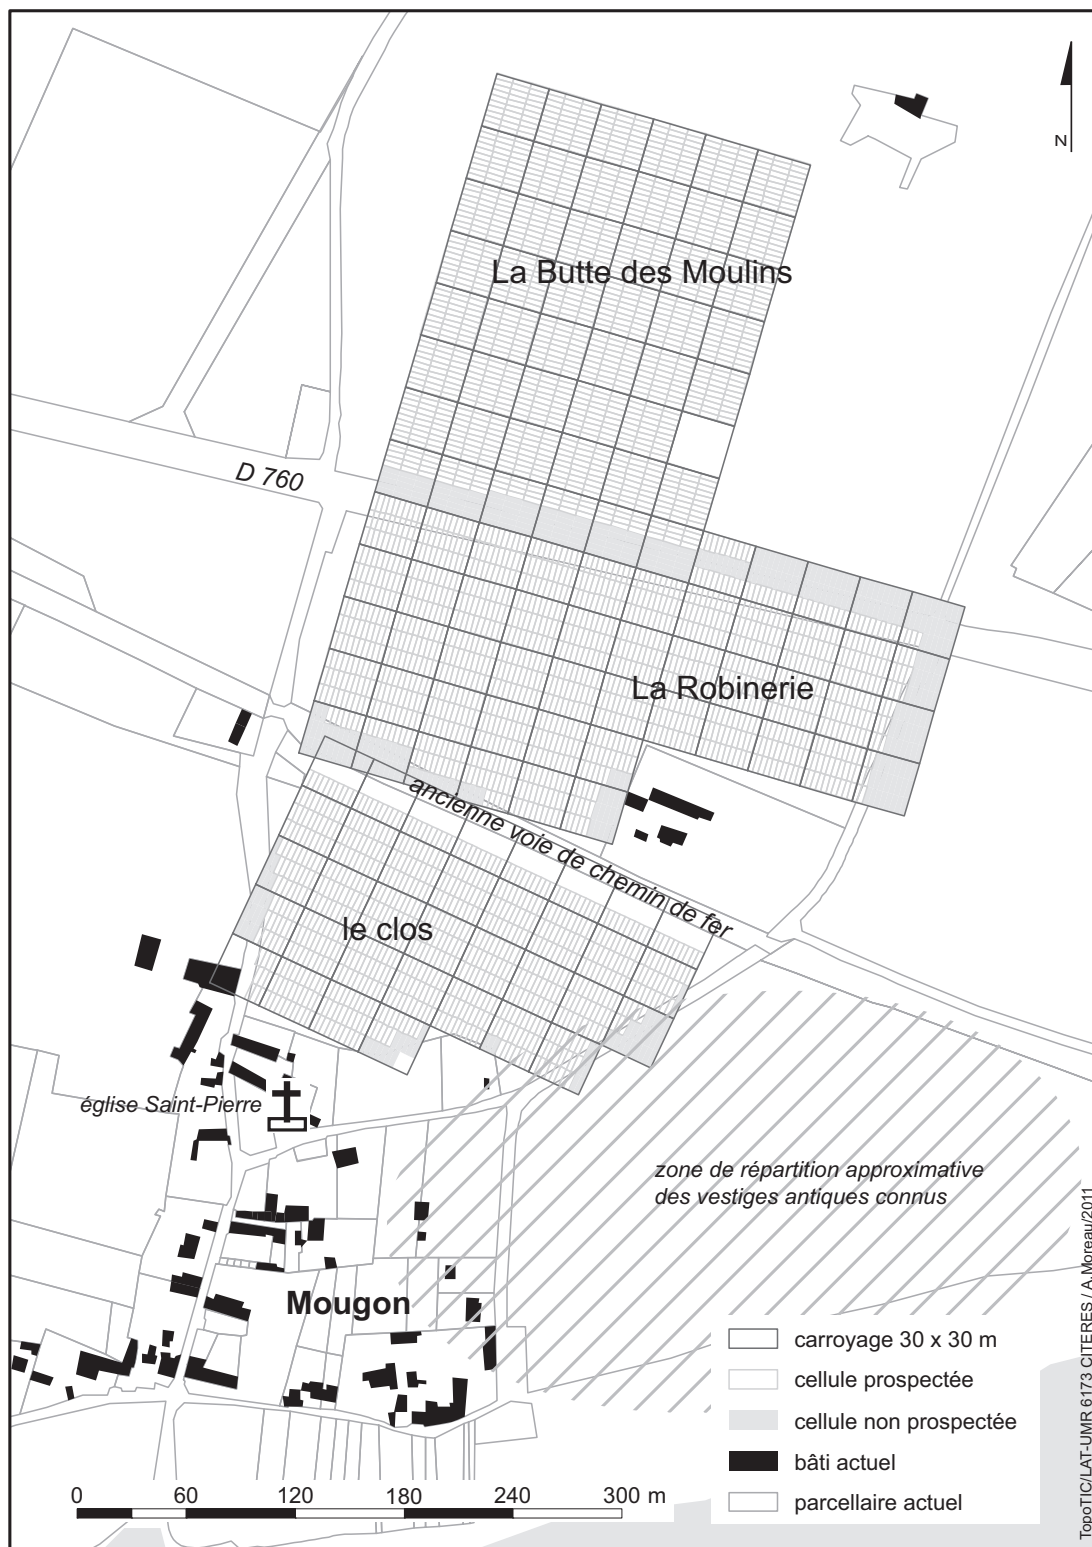 N
La Butte des Moulins
D 760
La Robinerie
ancienne voie de chemin de fer
le clos
église Saint-Pierre
zone de répartition approximative
des vestiges antiques connus
Mougon
carroyage 30 x 30 m
cellule prospectée
cellule non prospectée
bâti actuel
parcellaire actuel
0 60 120 180 240 300 m
TopoTIC/LAT-UMR 6173 CITERES / A.Moreau/2011